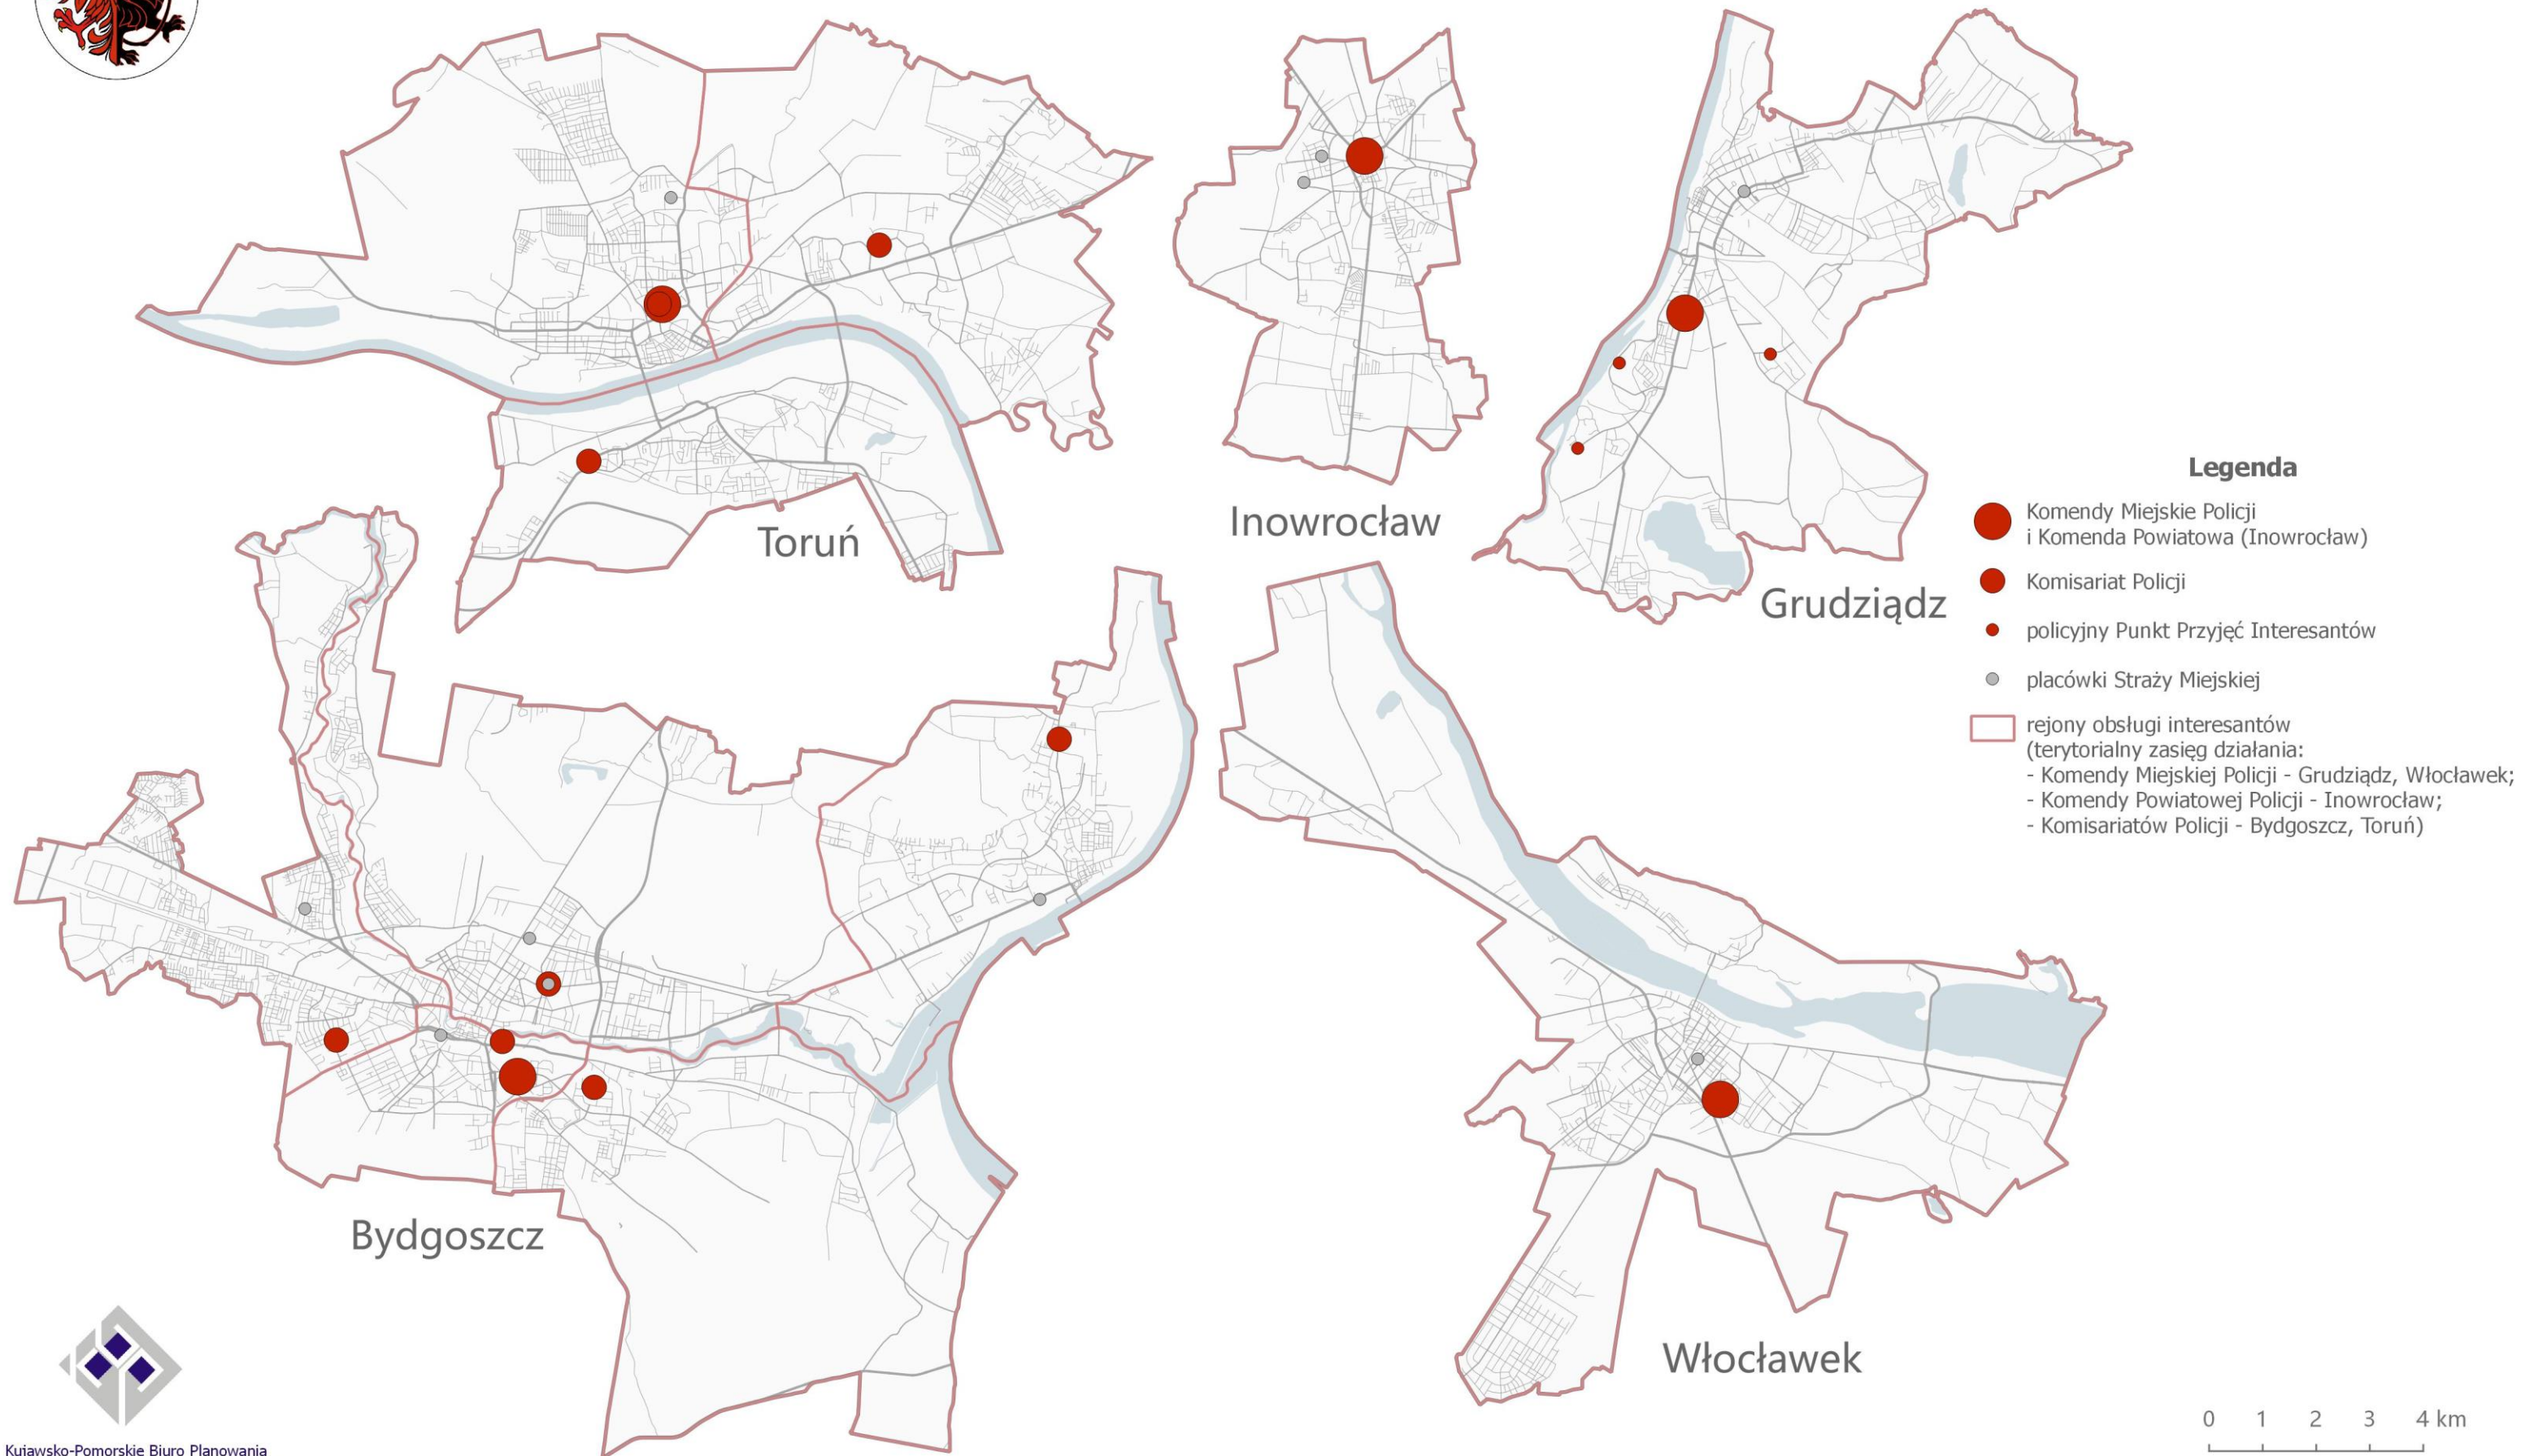 Toruń
Inowrocław
Grudziądz
Bydgoszcz
Włocławek
Legenda
Komendy Miejskie Policji
i Komenda Powiatowa (Inowrocław)
Komisariat Policji
policyjny Punkt Przyjęć Interesantów
placówki Straży Miejskiej
rejony obsługi interesantów
(terytorialny zasięg działania:
- Komendy Miejskiej Policji - Grudziądz, Włocławek;
- Komendy Powiatowej Policji - Inowrocław;
- Komisariatów Policji - Bydgoszcz, Toruń)
0 1 2 3 4 km
Kujawsko-Pomorskie Biuro Planowania